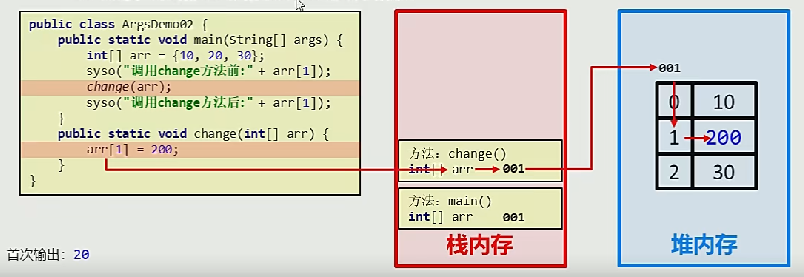 public class ArgsDemo02 {
public static void main(String[] args) {
int[] arr = {10, 20, 30};
syso("调用change方法前:" + arr[1]);
change(arr);
syso("调用change方法后:" + arr[1]);
}
public static void change(int[] arr) {
arr[1] = 200;
}
}
首次输出: 20
方法: change()
int[] arr 001
方法: main()
int[] arr 001
栈内存
001
0 10
1 200
2 30
堆内存